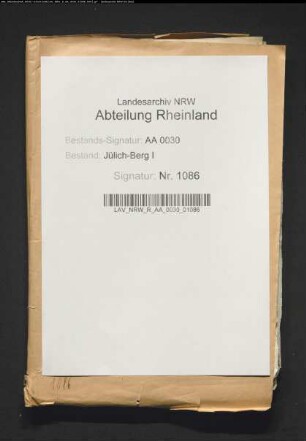 Landesarchiv NRW
Abteilung Rheinland
Bestands-Signatur: AA 0030
Bestand: Jülich-Berg I
Signatur: Nr. 1086
LAV_NRW_R_AA_0030_01086